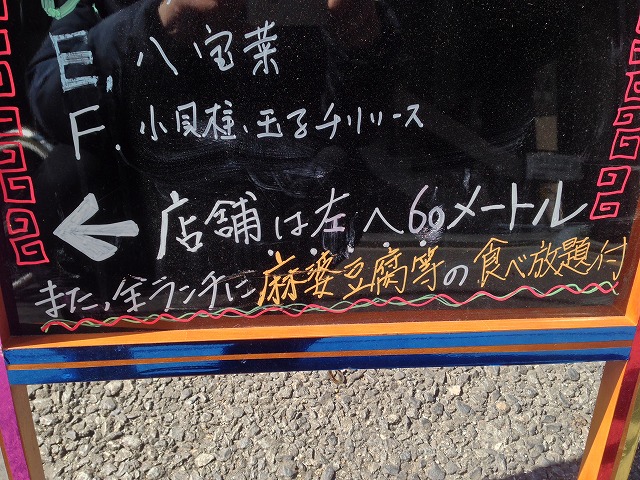 E. 八宝菜
F. 小貝柱、玉子チリソース
← 店舗は左へ60メートル
また、全ランチに麻婆豆腐等の食べ放題付